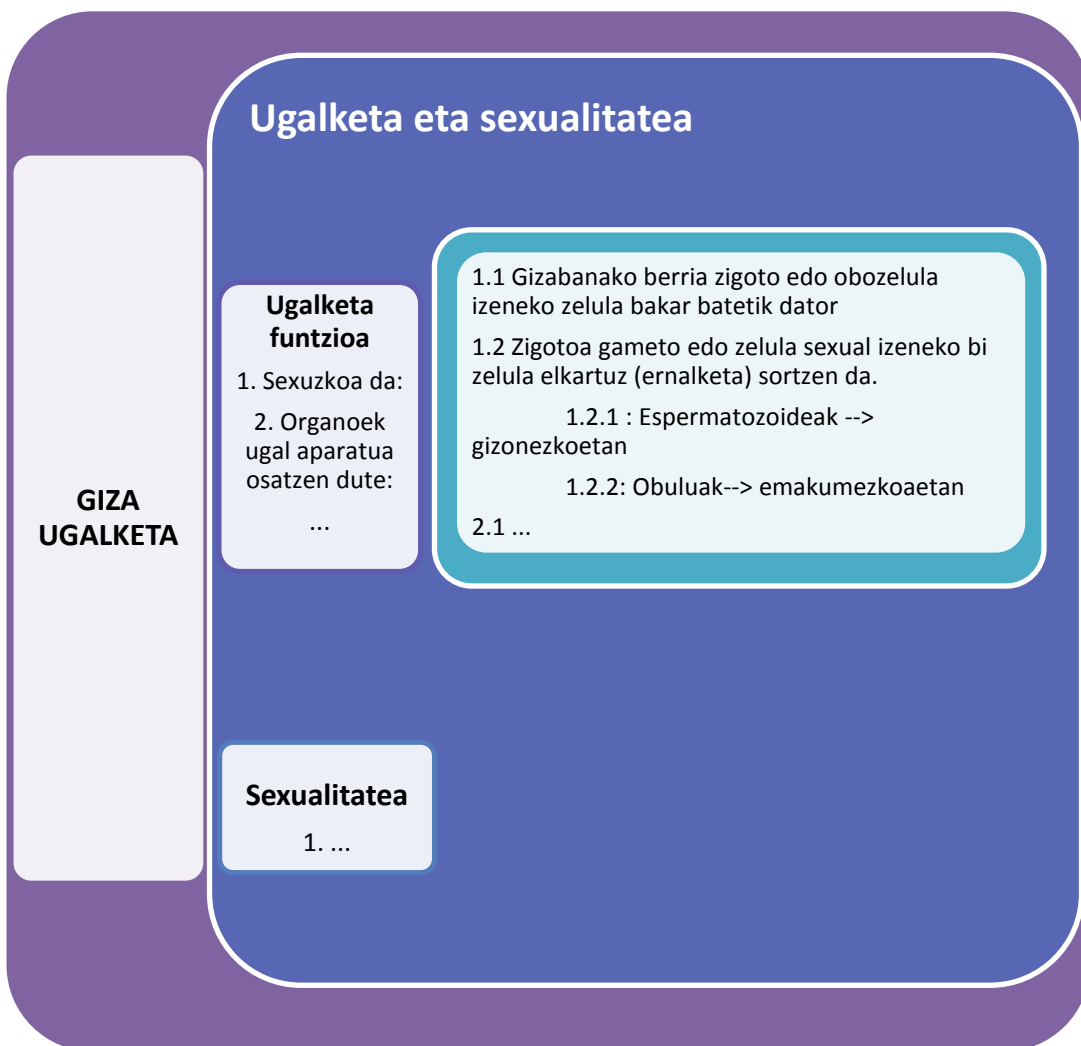 Ugalketa eta sexualitatea
GIZA
UGALKETA
Ugalketa
funtzioa
1. Sexuzkoa da:
2. Organoek
ugal aparatua
osatzen dute:
...
1.1 Gizabanako berria zigoto edo obozelula
izeneko zelula bakar batetik dator
1.2 Zigotoa gameto edo zelula sexual izeneko bi
zelula elkartuz (ernalketa) sortzen da.
1.2.1 : Espermatozoideak -->
gizonezkoetan
1.2.2: Obuluak--> emakumezkoaetan
2.1 ...
Sexualitatea
1. ...